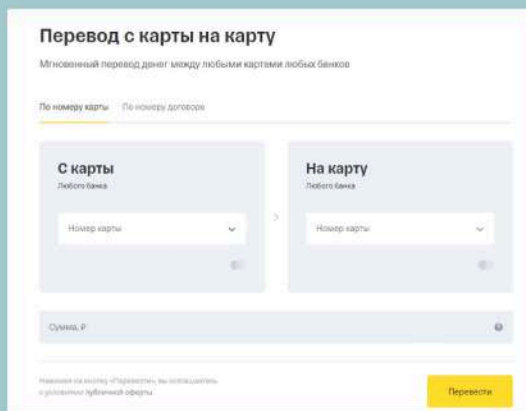 Перевод с карты на карту
Мгновенный перевод денег между любыми картами любых банков
По номеру карты По номеру договора
С карты
Любого банка
Номер карты
На карту
Любого банка
Номер карты
Сумма, ₽
Нажимая на кнопку «Перевести», вы соглашаетесь
с условиями публичной оферты
Перевести